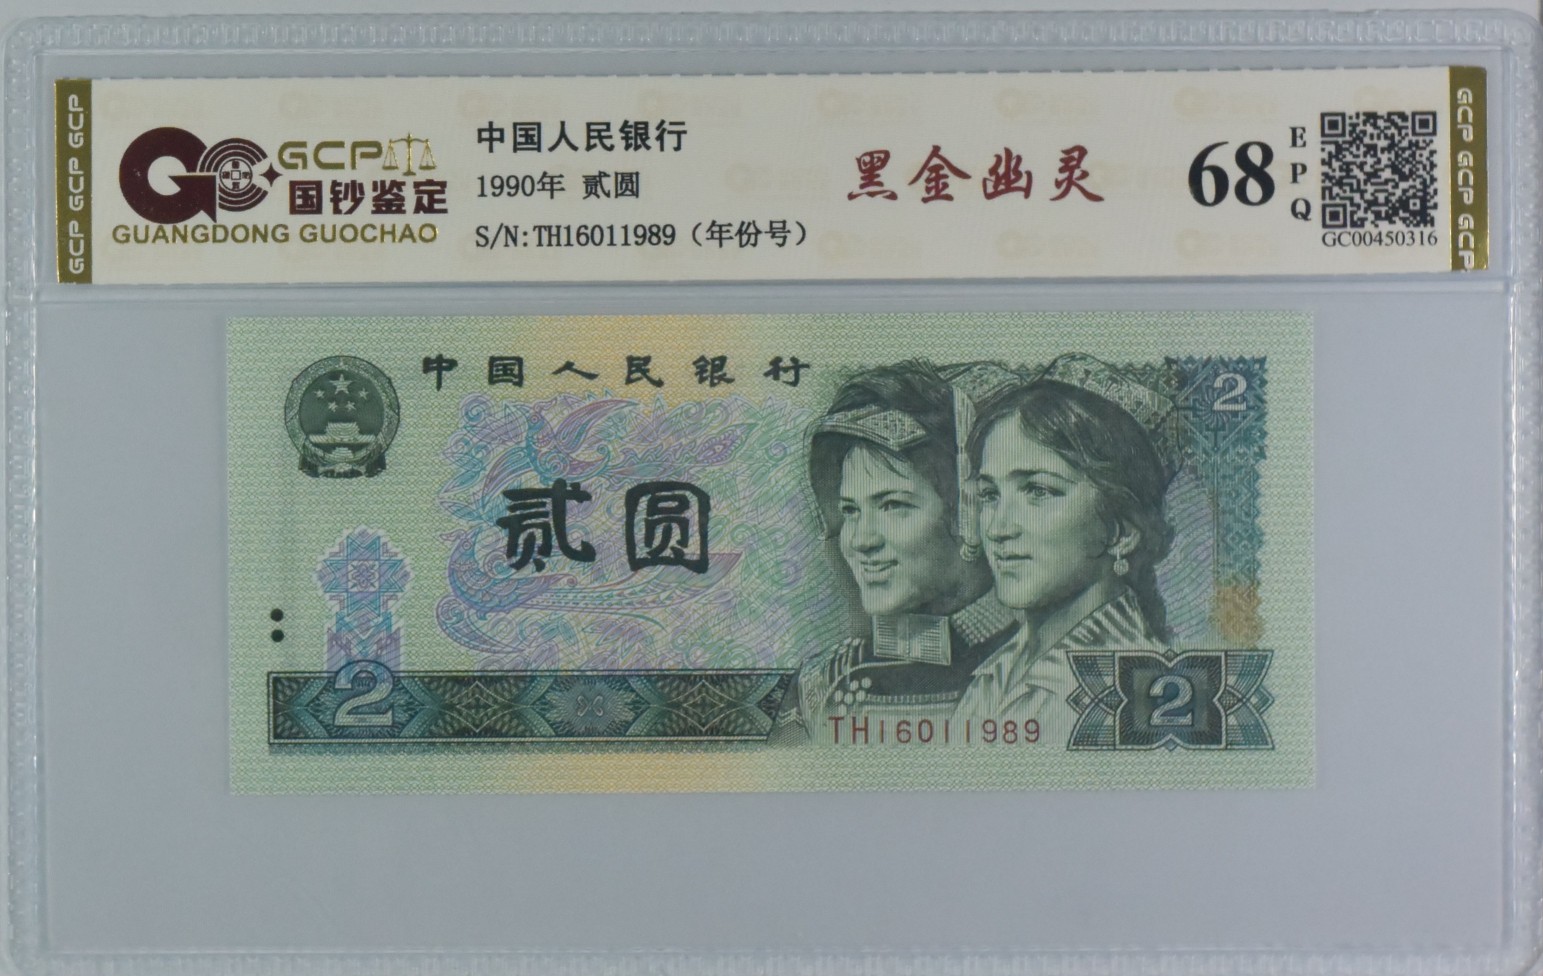 GCP GCP GCP
GCP
国钞鉴定
GUANGDONG GUOCHAO
中国人民银行
1990年 贰圆
S/N:TH16011989（年份号）
黑金幽灵
68
EPQ
GC00450316
GCP GCP GCP
中国人民银行
2
贰圆
2
TH16011989
2